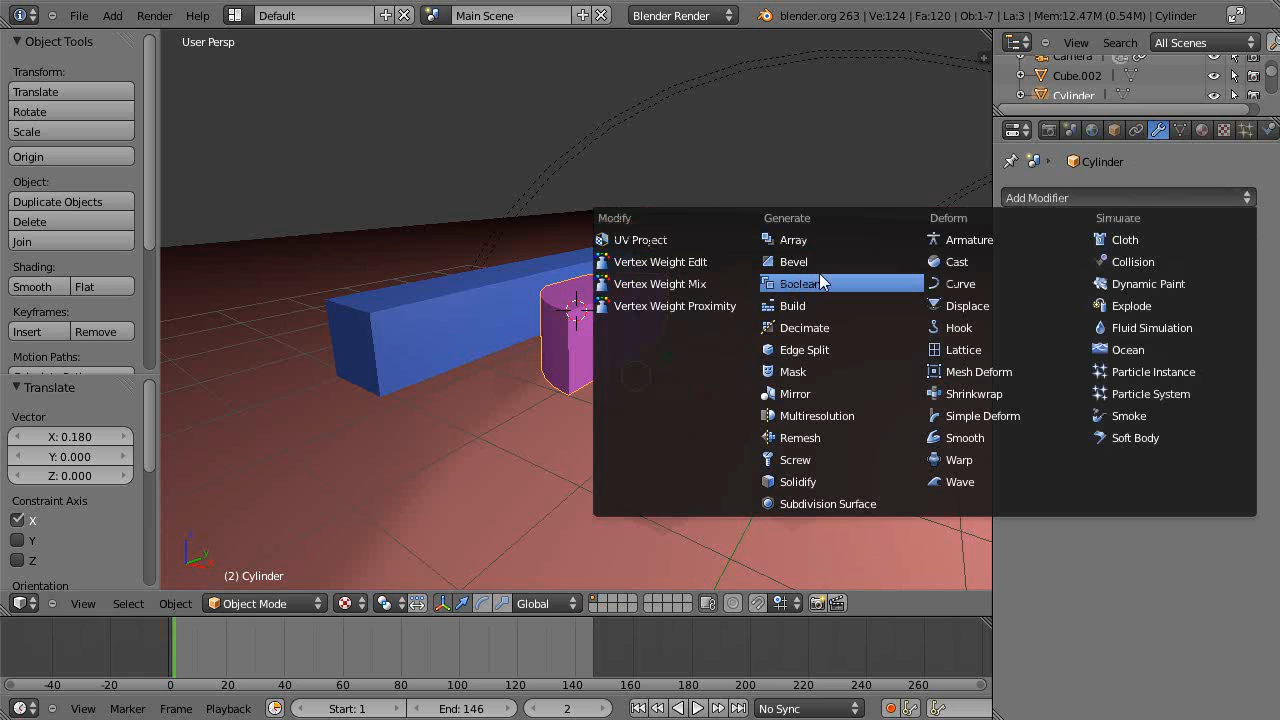 File Add Render Help Default Main Scene Blender Render blender.org 263 | Ve:124 | Fa:120 | Ob:1-7 | La:3 | Mem:12.47M (0.54M) | Cylinder
Object Tools
Transform:
Translate
Rotate
Scale
Origin
Object:
Duplicate Objects
Delete
Join
Shading:
Smooth Flat
Keyframes:
Insert Remove
Motion Paths:
Translate
Vector
X: 0.180
Y: 0.000
Z: 0.000
Constraint Axis
X
Y
Z
Orientation
User Persp
(2) Cylinder
View Search All Scenes
Camera
Cube.002
Cylinder
Cylinder
Add Modifier
Modify
UV Project
Vertex Weight Edit
Vertex Weight Mix
Vertex Weight Proximity
Generate
Array
Bevel
Boolean
Build
Decimate
Edge Split
Mask
Mirror
Multiresolution
Remesh
Screw
Solidify
Subdivision Surface
Deform
Armature
Cast
Curve
Displace
Hook
Lattice
Mesh Deform
Shrinkwrap
Simple Deform
Smooth
Warp
Wave
Simulate
Cloth
Collision
Dynamic Paint
Explode
Fluid Simulation
Ocean
Particle Instance
Particle System
Smoke
Soft Body
View Select Object Object Mode Global
-40 -20 0 20 40 60 80 100 120 140 160 180 200 220 240 260
View Marker Frame Playback Start: 1 End: 146 2 No Sync